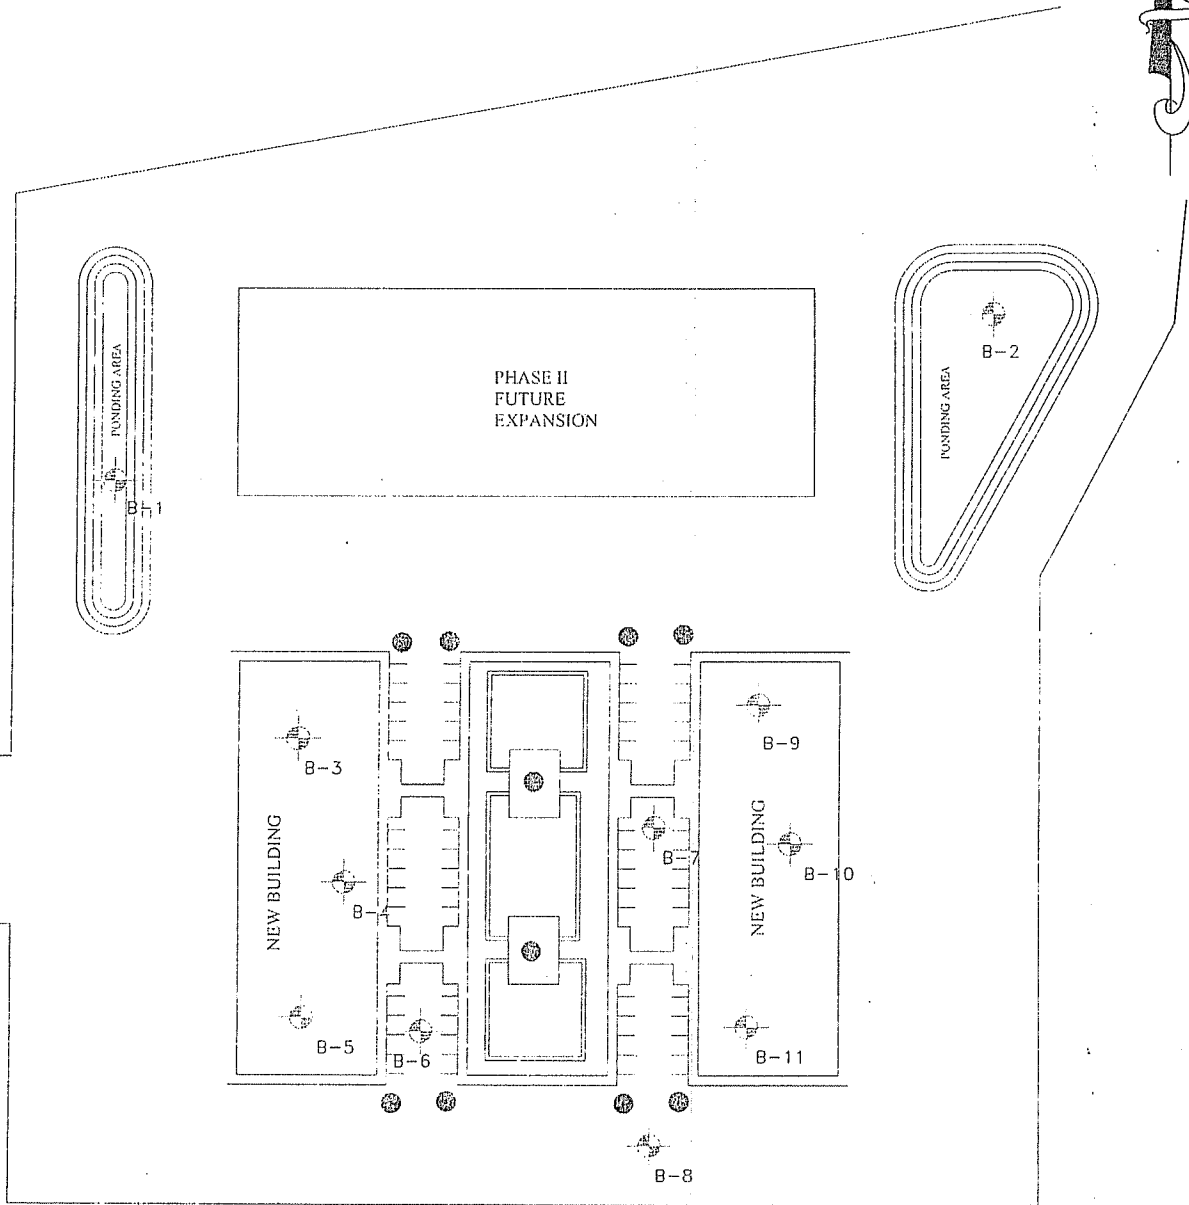 B-2
PONDING AREA
PHASE II
FUTURE
EXPANSION
PONDING AREA
B-1
B-9
B-3
NEW BUILDING
NEW BUILDING
B-7
B-10
B-4
B-5
B-6
B-11
B-8